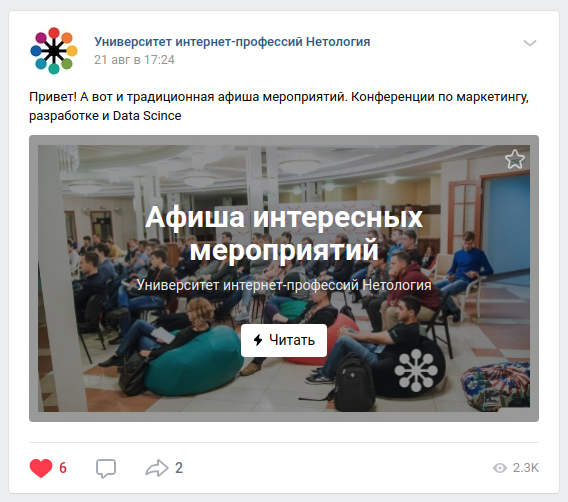 Университет интернет-профессий Нетология
21 авг в 17:24
Привет! А вот и традиционная афиша мероприятий. Конференции по маркетингу,
разработке и Data Scince
Афиша интересных
мероприятий
Университет интернет-профессий Нетология
Читать
6
2
2.3K